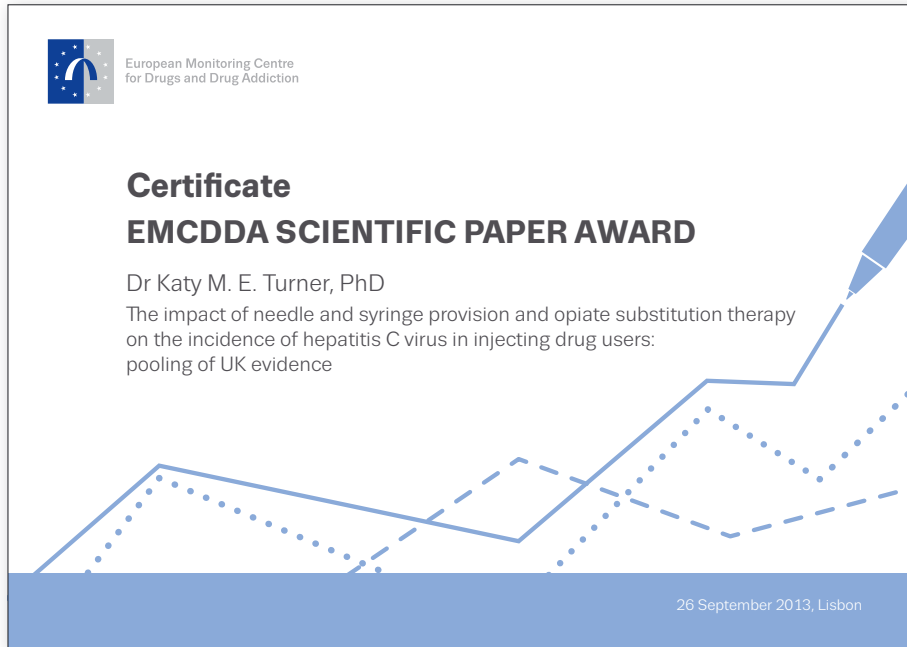 European Monitoring Centre
for Drugs and Drug Addiction
Certificate
EMCDDA SCIENTIFIC PAPER AWARD
Dr Katy M. E. Turner, PhD
The impact of needle and syringe provision and opiate substitution therapy
on the incidence of hepatitis C virus in injecting drug users:
pooling of UK evidence
26 September 2013, Lisbon